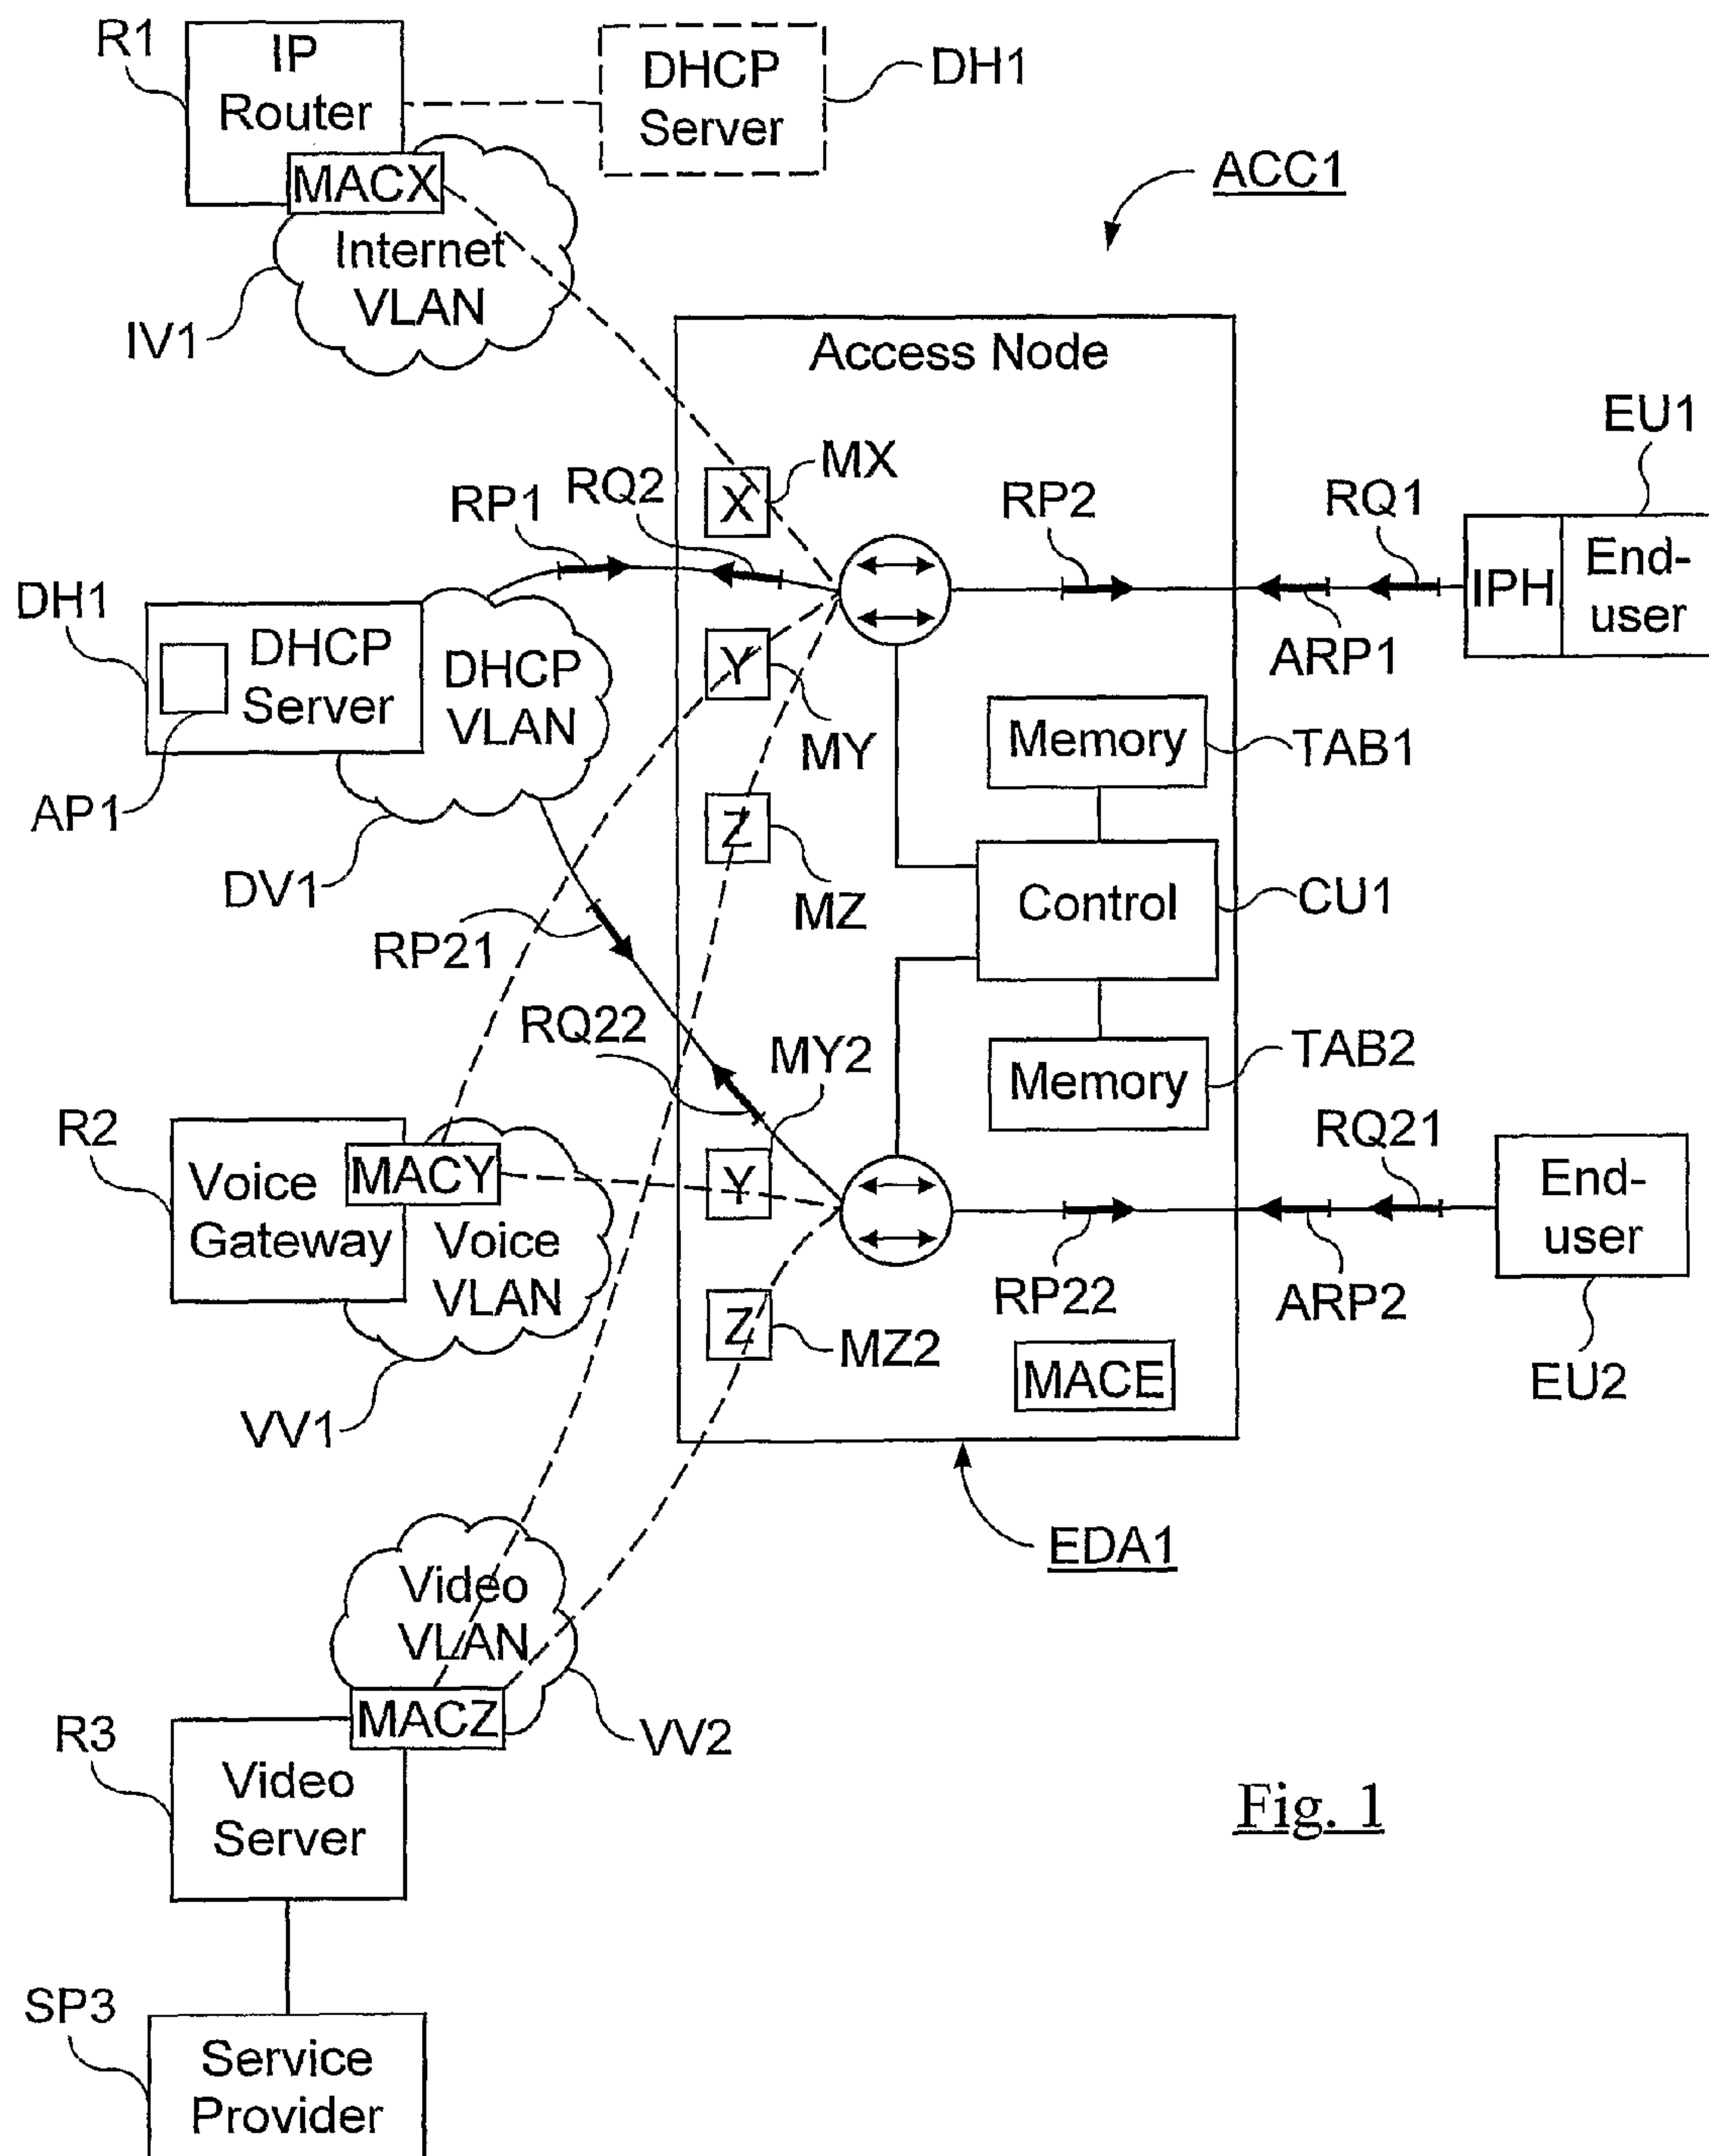 R1
IP
Router
MACX
DHCP
Server
DH1
ACC1
Internet
VLAN
IV1
Access Node
X
MX
RP1
RQ2
RP2
RQ1
EU1
IPH
End-
user
ARP1
DH1
DHCP
Server
DHCP
VLAN
AP1
DV1
Y
MY
Memory
TAB1
Z
MZ
Control
CU1
RP21
RQ22
MY2
Memory
TAB2
R2
Voice
Gateway
MACY
Voice
VLAN
VV1
Y
RQ21
End-
user
RP22
ARP2
EU2
Z
MZ2
MACE
EDA1
Video
VLAN
MACZ
VV2
R3
Video
Server
Fig. 1
SP3
Service
Provider